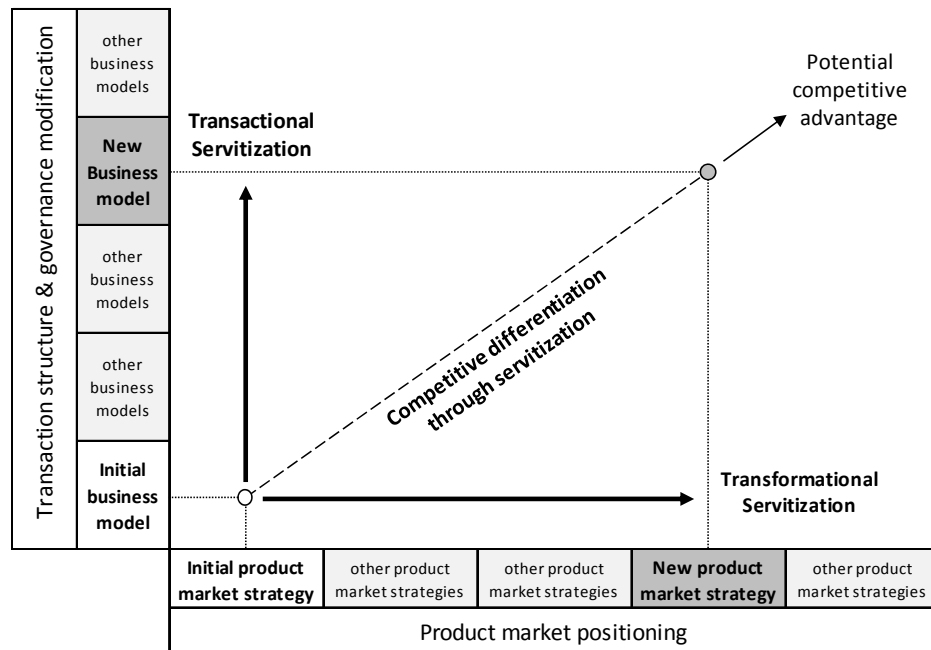 Transaction structure & governance modification
other
business
models
New
Business
model
other
business
models
other
business
models
Initial
business
model
Transactional
Servitization
Potential
competitive
advantage
Competitive differentiation
through servitization
Transformational
Servitization
Initial product
market strategy
other product
market strategies
other product
market strategies
New product
market strategy
other product
market strategies
Product market positioning